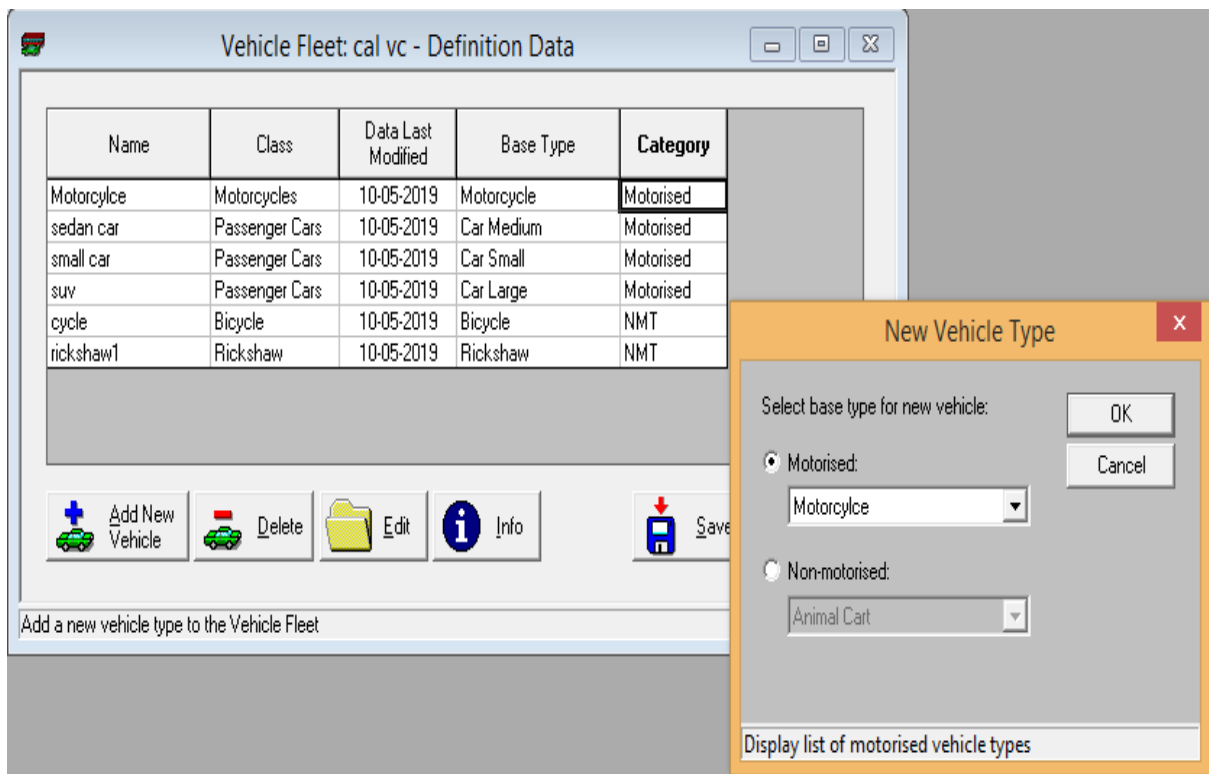 Vehicle Fleet: cal vc - Definition Data
Name Class Data Last Modified Base Type Category
Motorcylce Motorcycles 10-05-2019 Motorcycle Motorised
sedan car Passenger Cars 10-05-2019 Car Medium Motorised
small car Passenger Cars 10-05-2019 Car Small Motorised
suv Passenger Cars 10-05-2019 Car Large Motorised
cycle Bicycle 10-05-2019 Bicycle NMT
rickshaw1 Rickshaw 10-05-2019 Rickshaw NMT
Add New Vehicle Delete Edit Info Save
Add a new vehicle type to the Vehicle Fleet
New Vehicle Type
x
Select base type for new vehicle:
OK
Motorised:
Cancel
Motorcylce
Non-motorised:
Animal Cart
Display list of motorised vehicle types